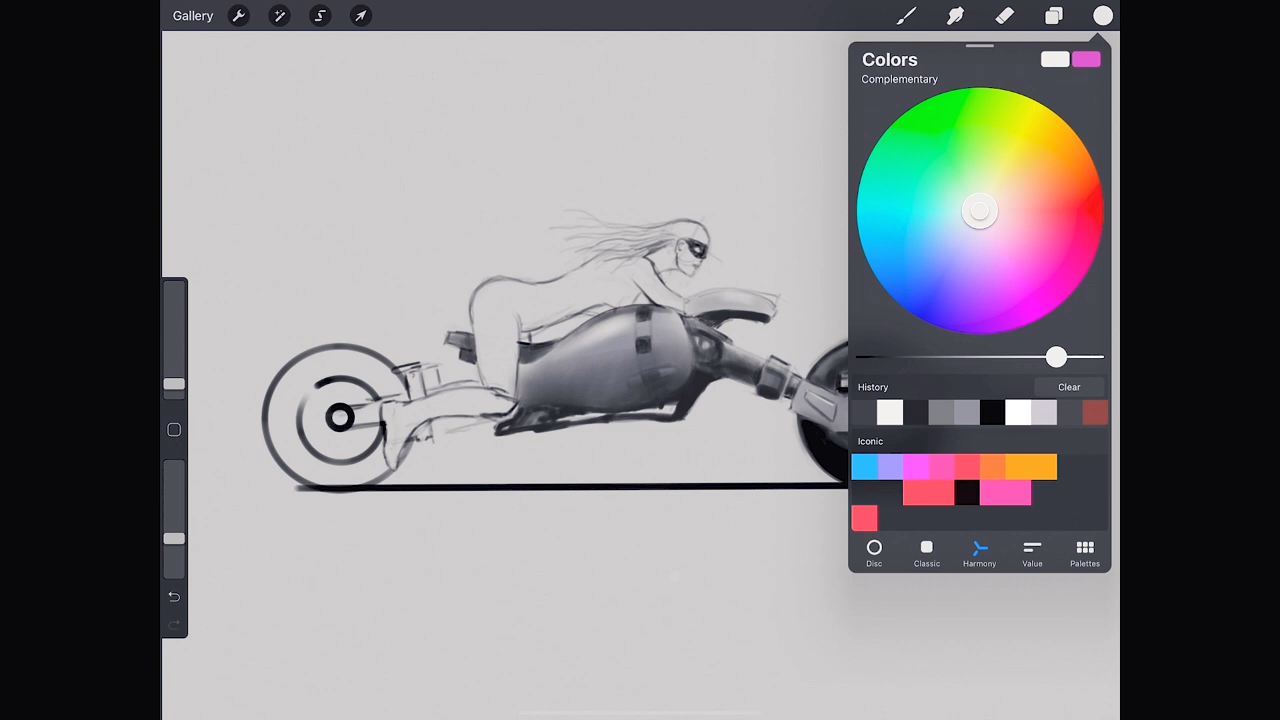 Gallery
Colors
Complementary
History
Clear
Iconic
Disc
Classic
Harmony
Value
Palettes